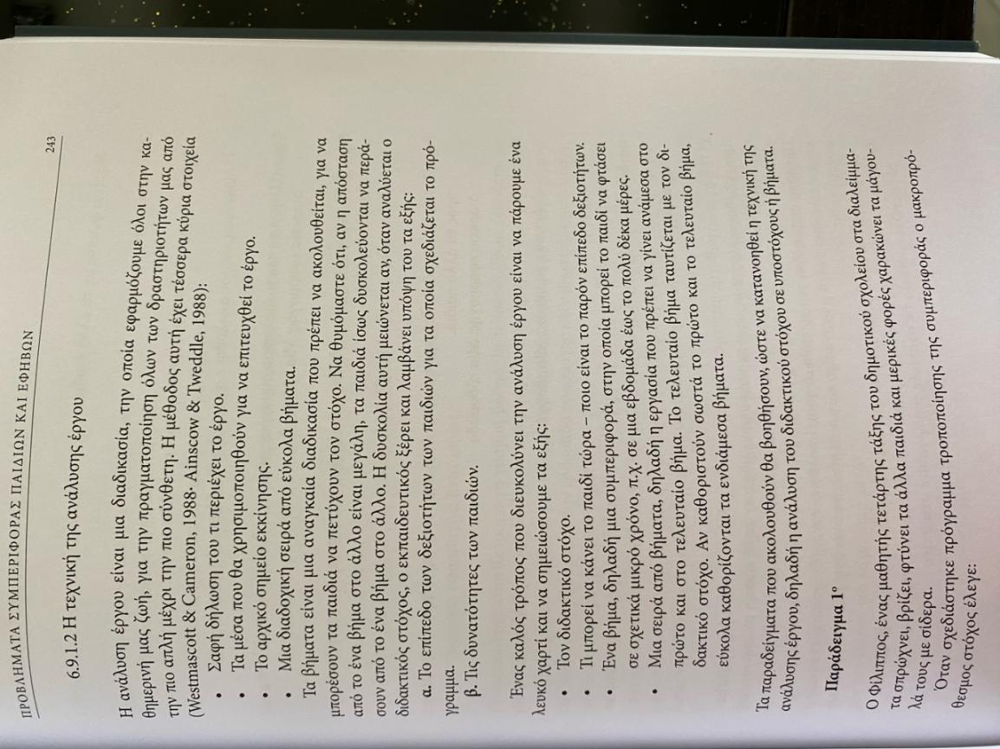 ΠΡΟΒΛΗΜΑΤΑ ΣΥΜΠΕΡΙΦΟΡΑΣ ΠΑΙΔΙΩΝ ΚΑΙ ΕΦΗΒΩΝ 243
6.9.1.2 Η τεχνική της ανάλυσης έργου
Η ανάλυση έργου είναι μια διαδικασία, την οποία εφαρμόζουμε όλοι στην κα-
θημερινή μας ζωή, για την πραγματοποίηση όλων των δραστηριοτήτων μας από
την πιο απλή μέχρι την πιο σύνθετη. Η μέθοδος αυτή έχει τέσσερα κύρια στοιχεία
(Westmascott & Cameron, 1988· Ainscow & Tweddle, 1988):
• Σαφή δήλωση του τι περιέχει το έργο.
• Τα μέσα που θα χρησιμοποιηθούν για να επιτευχθεί το έργο.
• Το αρχικό σημείο εκκίνησης.
• Μια διαδοχική σειρά από εύκολα βήματα.
Τα βήματα είναι μια αναγκαία διαδικασία που πρέπει να ακολουθείται, για να
μπορέσουν τα παιδιά να πετύχουν τον στόχο. Να θυμόμαστε ότι, αν η απόσταση
από το ένα βήμα στο άλλο είναι μεγάλη, τα παιδιά ίσως δυσκολεύονται να περά-
σουν από το ένα βήμα στο άλλο. Η δυσκολία αυτή μειώνεται αν, όταν αναλύεται ο
διδακτικός στόχος, ο εκπαιδευτικός ξέρει και λαμβάνει υπόψη του τα εξής:
α. Το επίπεδο των δεξιοτήτων των παιδιών για τα οποία σχεδιάζεται το πρό-
γραμμα.
β. Τις δυνατότητες των παιδιών.
Ένας καλός τρόπος που διευκολύνει την ανάλυση έργου είναι να πάρουμε ένα
λευκό χαρτί και να σημειώσουμε τα εξής:
• Τον διδακτικό στόχο.
• Τι μπορεί να κάνει το παιδί τώρα – ποιο είναι το παρόν επίπεδο δεξιοτήτων.
• Ένα βήμα, δηλαδή μια συμπεριφορά, στην οποία μπορεί το παιδί να φτάσει
σε σχετικά μικρό χρόνο, π.χ. σε μια εβδομάδα έως το πολύ δέκα μέρες.
• Μια σειρά από βήματα, δηλαδή η εργασία που πρέπει να γίνει ανάμεσα στο
πρώτο και στο τελευταίο βήμα. Το τελευταίο βήμα ταυτίζεται με τον δι-
δακτικό στόχο. Αν καθοριστούν σωστά το πρώτο και το τελευταίο βήμα,
εύκολα καθορίζονται τα ενδιάμεσα βήματα.
Τα παραδείγματα που ακολουθούν θα βοηθήσουν, ώστε να κατανοηθεί η τεχνική της
ανάλυσης έργου, δηλαδή η ανάλυση του διδακτικού στόχου σε υποστόχους ή βήματα.
Παράδειγμα 1ο
Ο Φίλιππος, ένας μαθητής τετάρτης τάξης του δημοτικού σχολείου στα διαλείμμα-
τα σπρώχνει, βρίζει, φτύνει τα άλλα παιδιά και μερικές φορές χαρακώνει τα μάγου-
λά τους με σίδερα.
Όταν σχεδιάστηκε πρόγραμμα τροποποίησης της συμπεριφοράς ο μακροπρό-
θεσμος στόχος έλεγε: